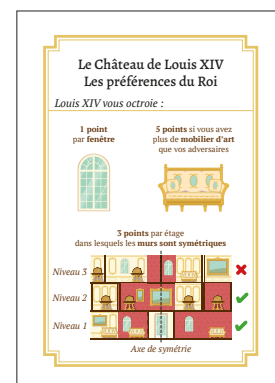 Le Château de Louis XIV
Les préférences du Roi
Louis XIV vous octroie :
1 point
par fenêtre
5 points si vous avez
plus de mobilier d'art
que vos adversaires
3 points par étage
dans lesquels les murs sont symétriques
Niveau 3
Niveau 2
Niveau 1
Axe de symétrie